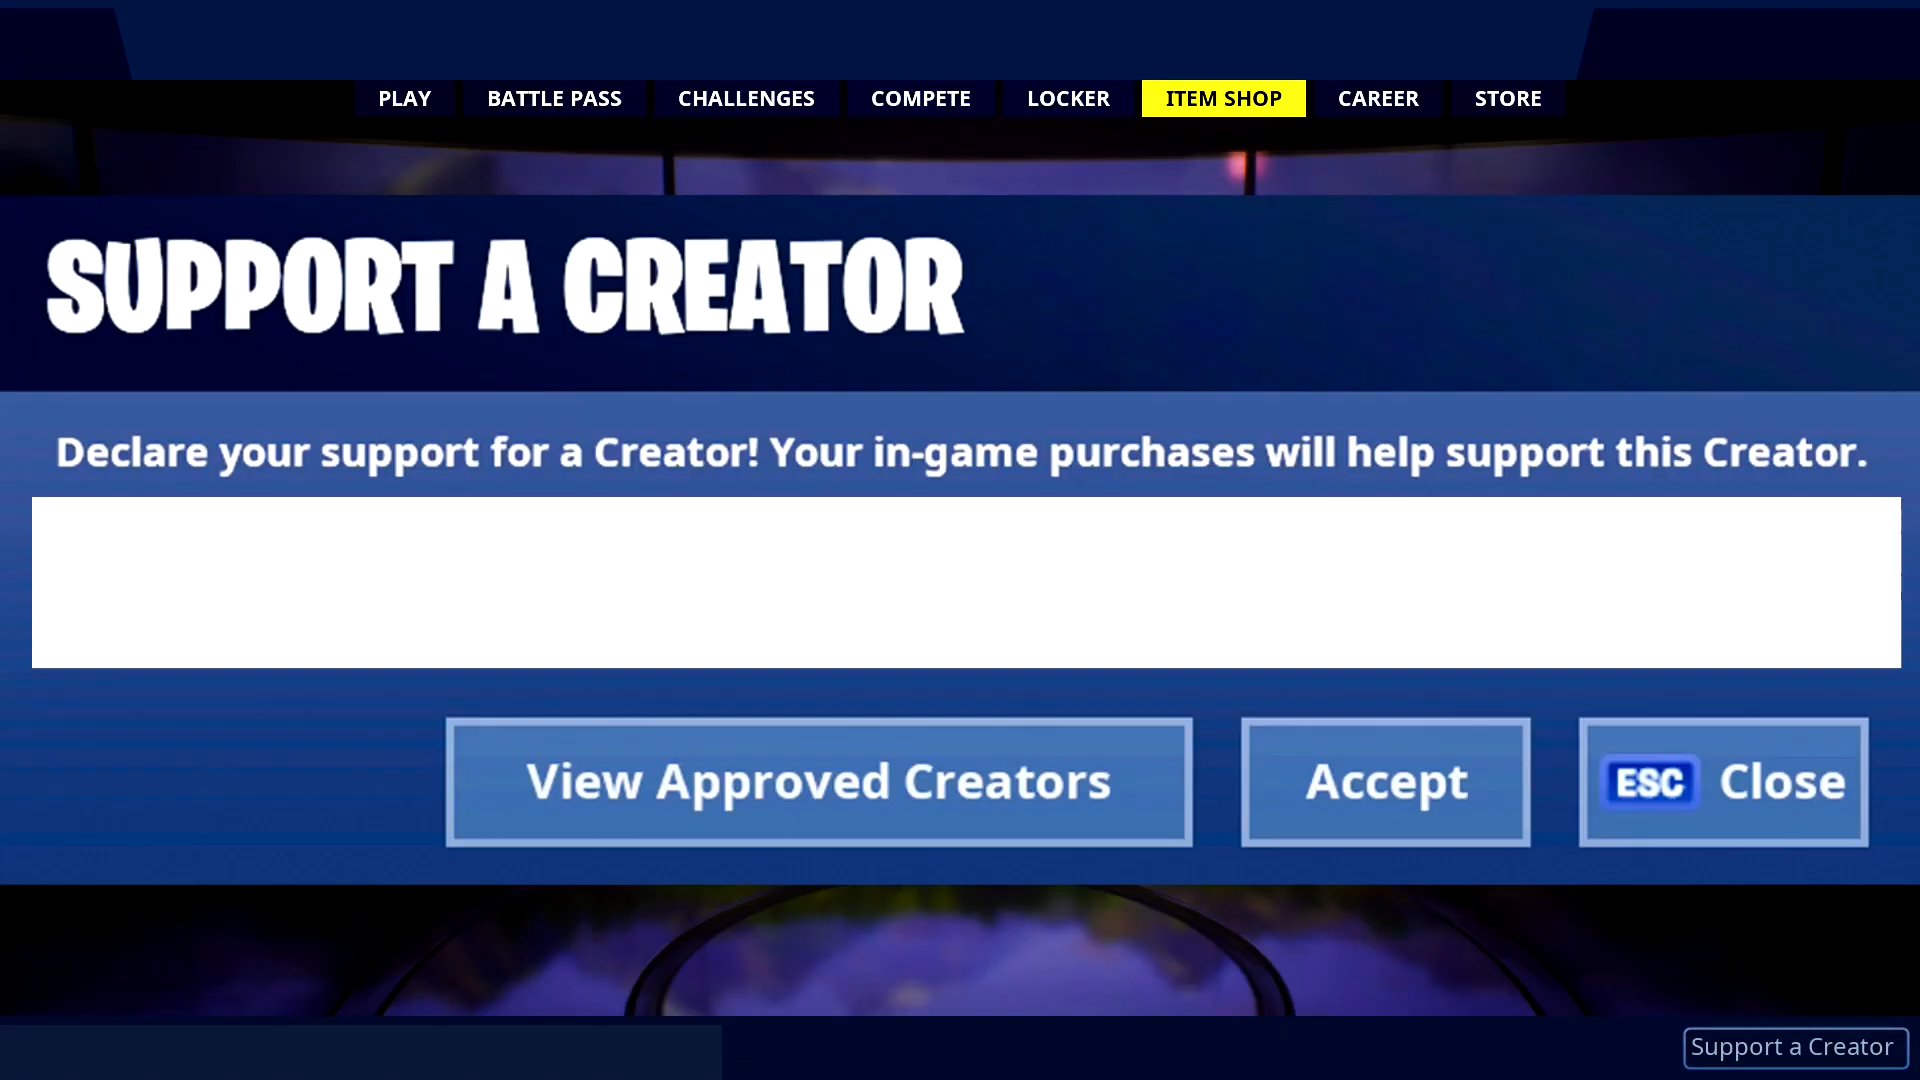 PLAY BATTLE PASS CHALLENGES COMPETE LOCKER ITEM SHOP CAREER STORE
SUPPORT A CREATOR
Declare your support for a Creator! Your in-game purchases will help support this Creator.
View Approved Creators Accept ESC Close
Support a Creator